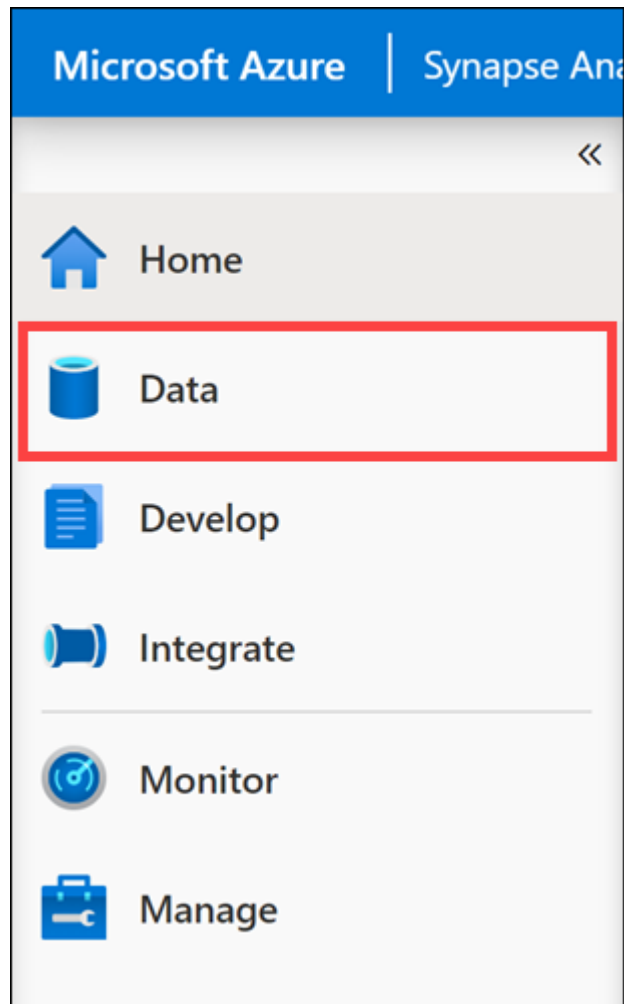 Microsoft Azure | Synapse Ana
«
Home
Data
Develop
Integrate
Monitor
Manage